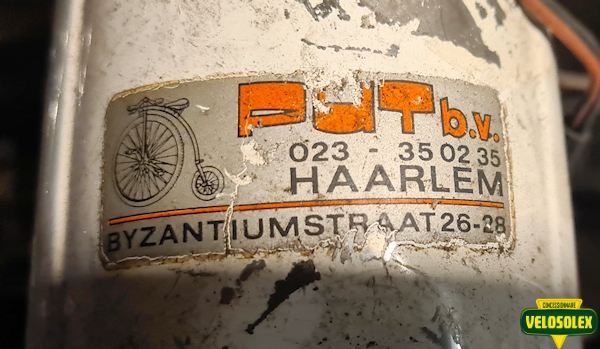 PUT b.v.
023 - 35 02 35
HAARLEM
BYZANTIUMSTRAAT 26-28
CONCESSIONNAIRE
VELOSOLEX